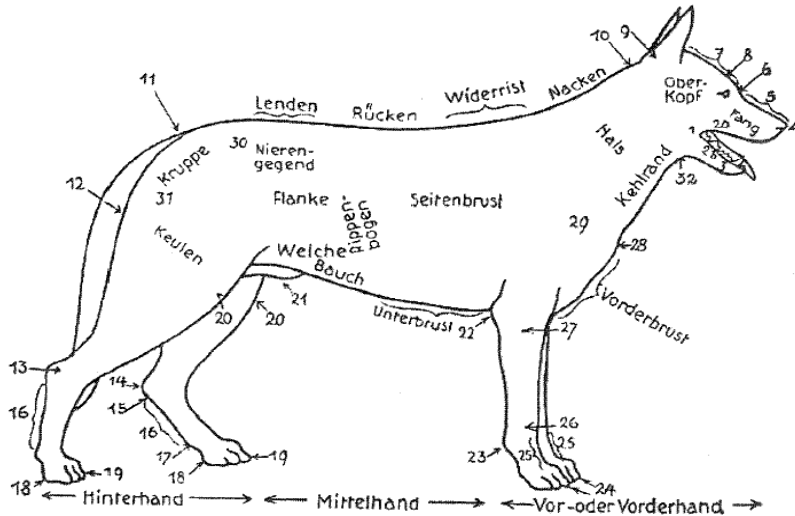 10
9
7
8
6
5
4
11
Lenden
Rücken
Widerrist
Nacken
Ober-
Kopf
Fang
1
20
Hals
Kehlrand
32
30
Nieren-
gegend
Kruppe
12
31
Flanke
Rippen-
bogen
Seitenbrust
29
28
Keulen
Weiche
Bauch
21
20
20
Unterbrust
22
27
Vorderbrust
13
14
15
16
16
17
18
19
18
19
26
25
25
23
24
Hinterhand
Mittelhand
Vor-oder Vorderhand